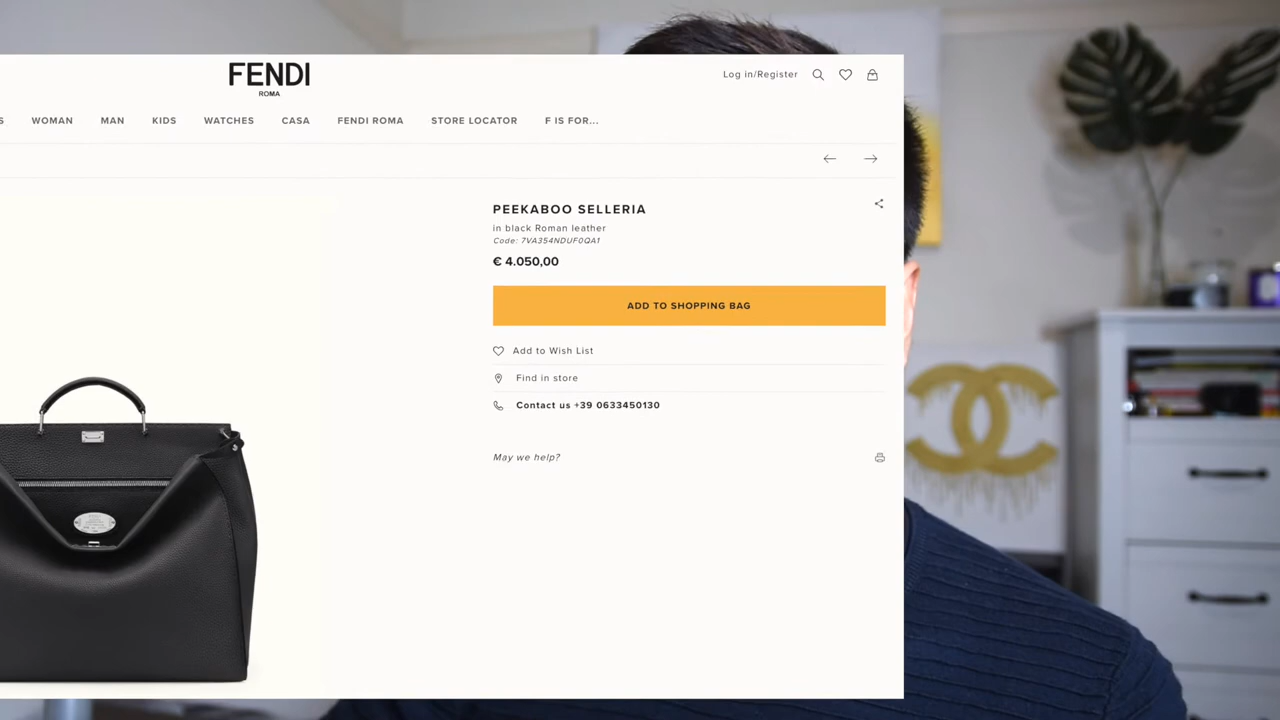 FENDI
ROMA
Log in/Register
WOMAN MAN KIDS WATCHES CASA FENDI ROMA STORE LOCATOR F IS FOR...
PEEKABOO SELLERIA
in black Roman leather
Code: 7VA354NDUF0QA1
€ 4.050,00
ADD TO SHOPPING BAG
Add to Wish List
Find in store
Contact us +39 0633450130
May we help?